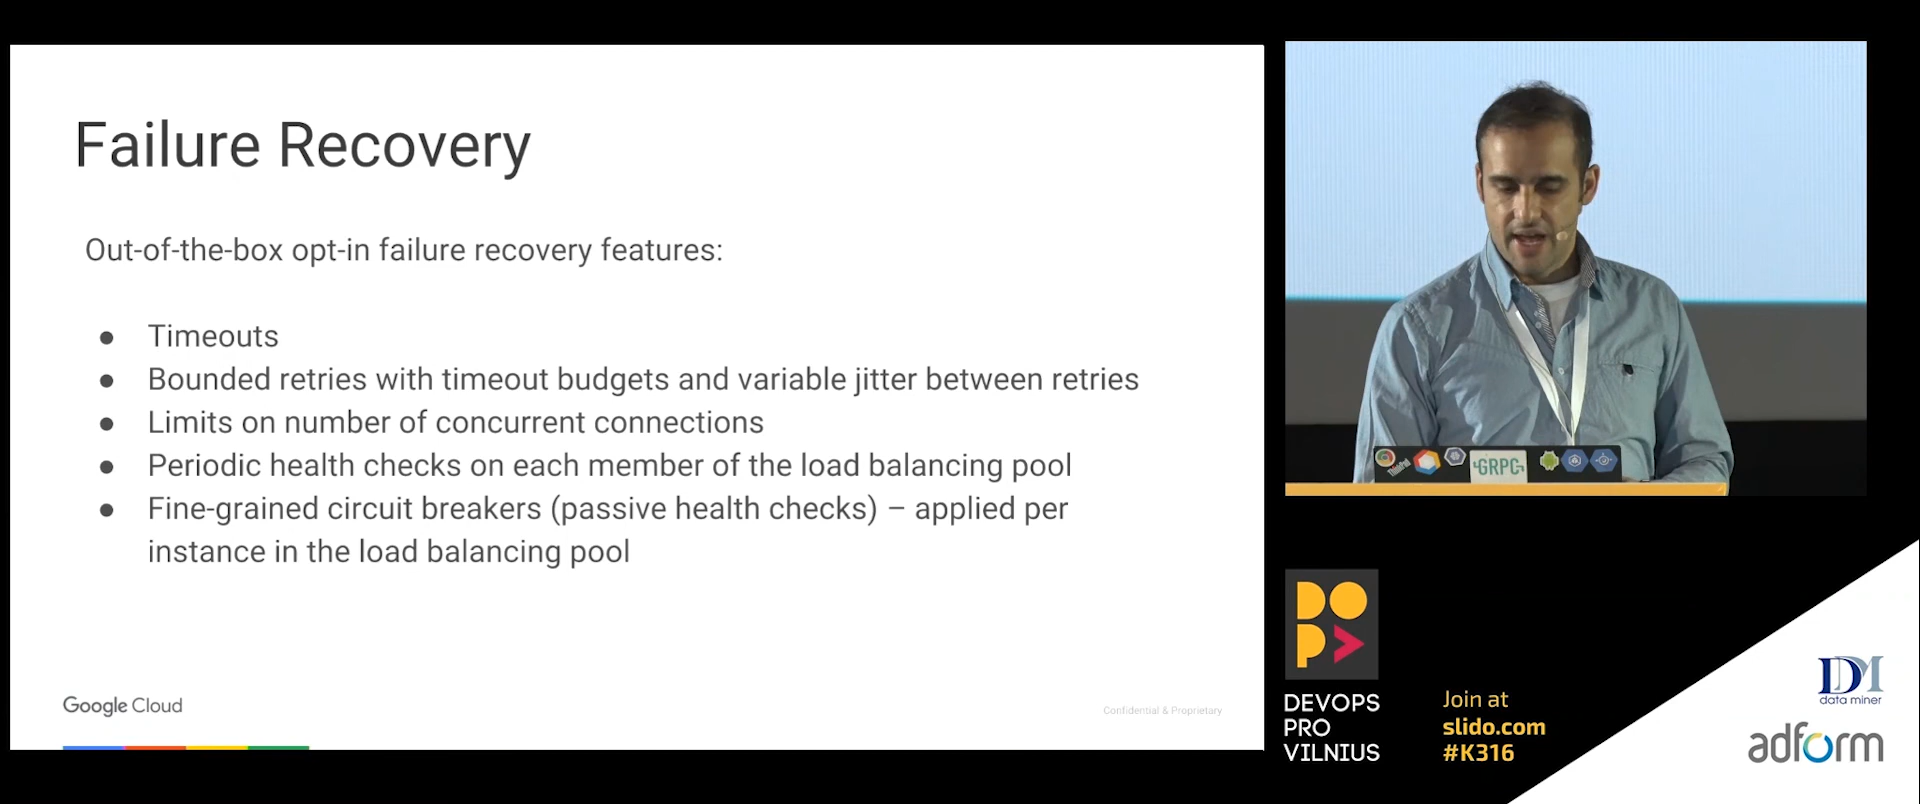 Failure Recovery
Out-of-the-box opt-in failure recovery features:
● Timeouts
● Bounded retries with timeout budgets and variable jitter between retries
● Limits on number of concurrent connections
● Periodic health checks on each member of the load balancing pool
● Fine-grained circuit breakers (passive health checks) – applied per
instance in the load balancing pool
Google Cloud
Confidential & Proprietary
ThinkPad
GRPC
DOP>
DEVOPS
PRO
VILNIUS
Join at
slido.com
#K316
DM
data miner
adform